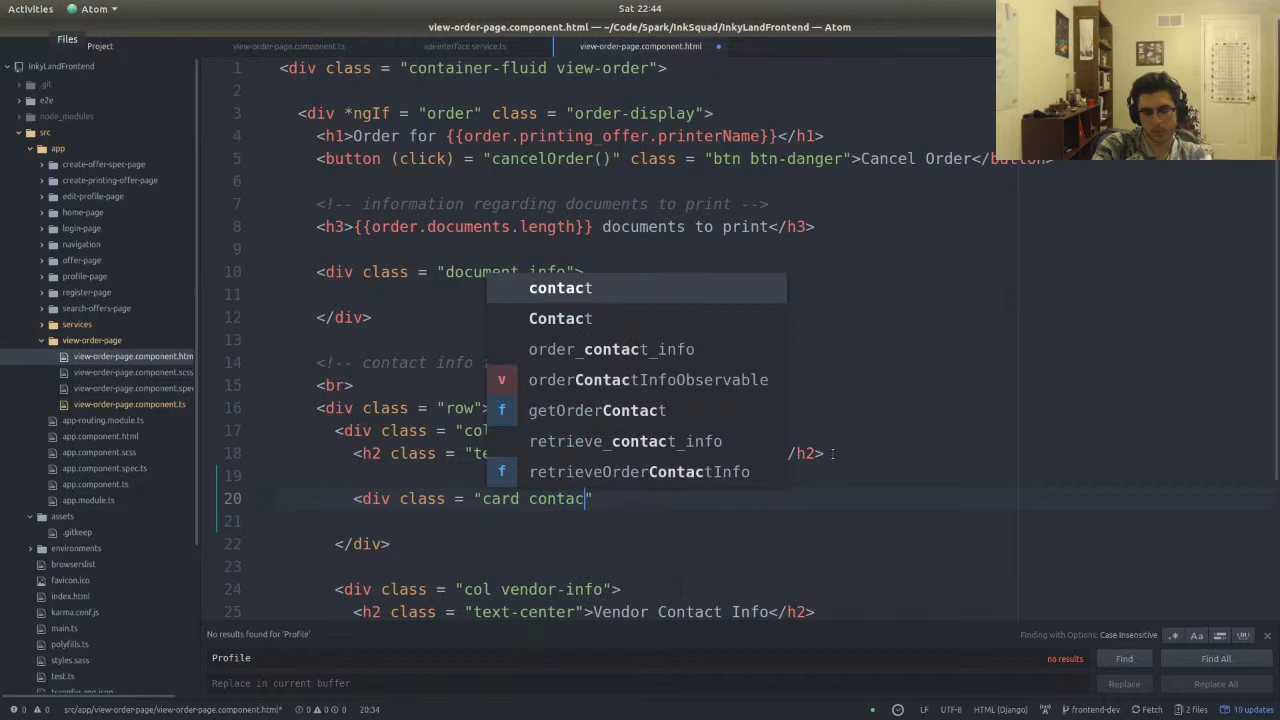 Activities
Atom
Sat 22:44
view-order-page.component.html — ~/Code/Spark/InkSquad/InkyLandFrontend — Atom
Files
Project
view-order-page.component.ts
api-interface.service.ts
view-order-page.component.html
InkyLandFrontend
.git
e2e
node_modules
src
app
create-offer-spec-page
create-printing-offer-page
edit-profile-page
home-page
login-page
navigation
offer-page
profile-page
register-page
search-offers-page
services
view-order-page
view-order-page.component.htm
view-order-page.component.scss
view-order-page.component.spe
view-order-page.component.ts
app-routing.module.ts
app.component.html
app.component.scss
app.component.spec.ts
app.component.ts
app.module.ts
assets
.gitkeep
environments
browserslist
favicon.ico
index.html
karma.conf.js
main.ts
polyfills.ts
styles.sass
test.ts
tsconfig.app.json
1 <div class = "container-fluid view-order">
2
3 <div *ngIf = "order" class = "order-display">
4 <h1>Order for {{order.printing_offer.printerName}}</h1>
5 <button (click) = "cancelOrder()" class = "btn btn-danger">Cancel Order</button>
6
7 <!-- information regarding documents to print -->
8 <h3>{{order.documents.length}} documents to print</h3>
9
10 <div class = "document info">
11
12 </div>
13
14 <!-- contact info
15 <br>
16 <div class = "row">
17 <div class = "col
18 <h2 class = "te /h2>
19
20 <div class = "card contac"
21
22 </div>
23
24 <div class = "col vendor-info">
25 <h2 class = "text-center">Vendor Contact Info</h2>
contact
Contact
order_contact_info
v orderContactInfoObservable
f getOrderContact
retrieve_contact_info
f retrieveOrderContactInfo
No results found for 'Profile'
Finding with Options: Case Insensitive
.* Aa
Profile
no results
Find
Find All
Replace in current buffer
Replace
Replace All
0 0 src/app/view-order-page/view-order-page.component.html* 0 0 0 20:34
LF UTF-8 HTML (Django) frontend-dev Fetch 2 files 10 updates